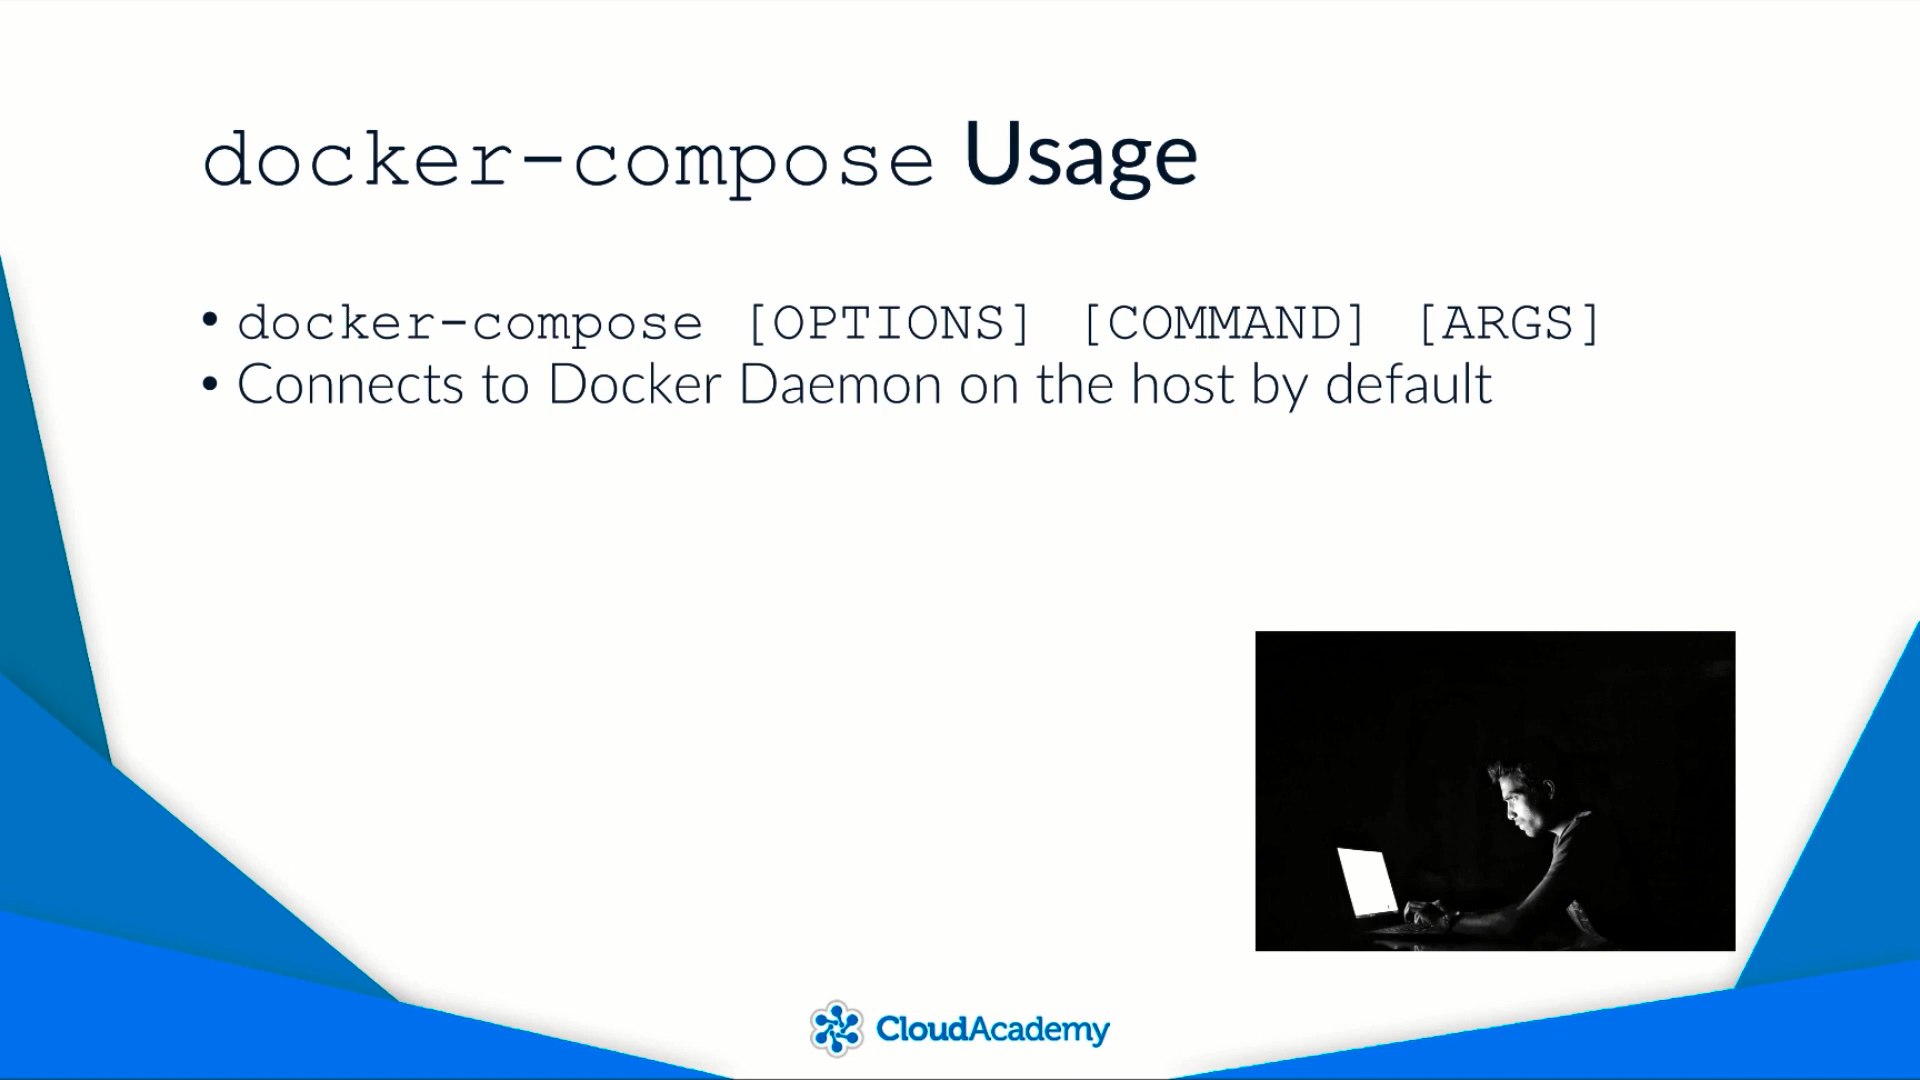 docker-compose Usage
• docker-compose [OPTIONS] [COMMAND] [ARGS]
• Connects to Docker Daemon on the host by default
CloudAcademy